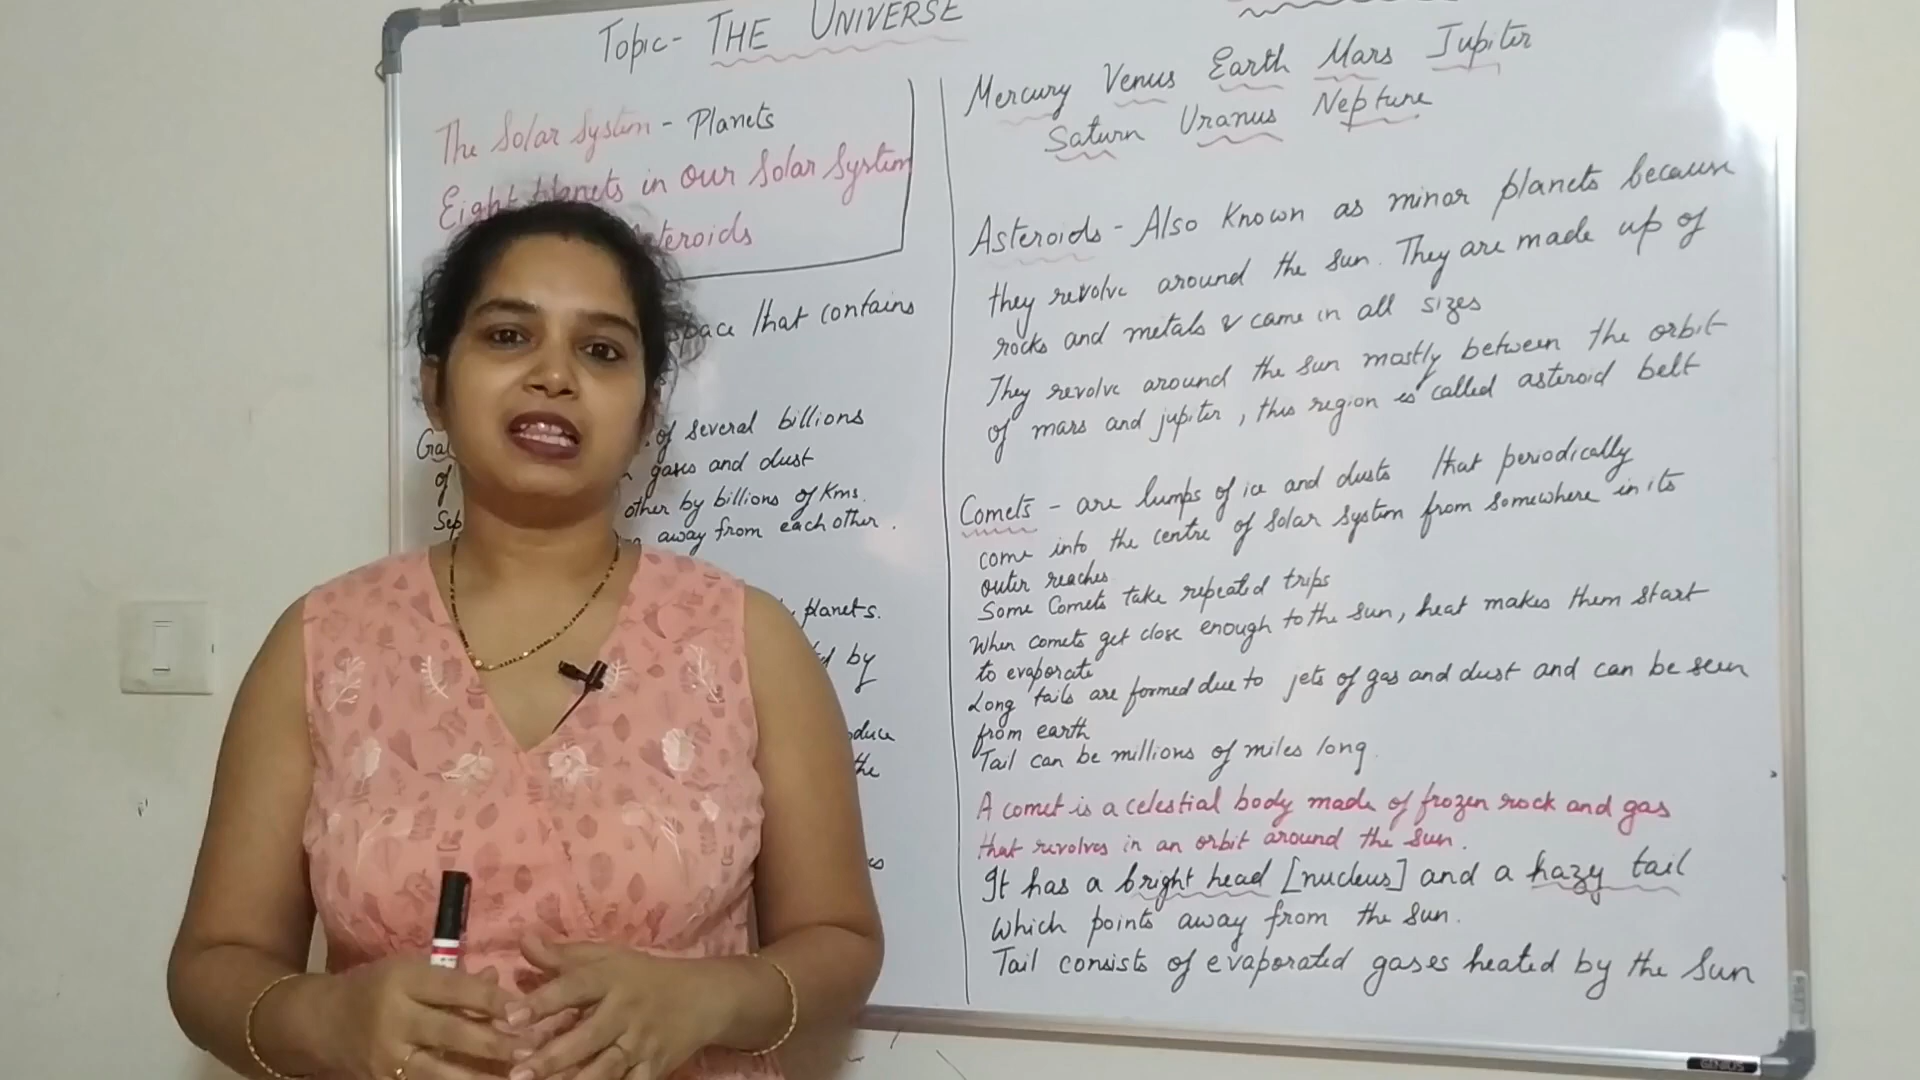 Topic- THE UNIVERSE
The Solar System - Planets
Eight planets in our Solar System
steroids
space that contains
Gal of several billions
of gases and dust
Sep other by billions of Kms.
away from each other.
planets.
by
oduce
the
Mercury Venus Earth Mars Jupiter
Saturn Uranus Neptune
Asteroids - Also Known as minor planets because
they revolve around the sun. They are made up of
rocks and metals & came in all sizes
They revolve around the sun mostly between the orbit
of mars and jupiter, this region is called asteroid belt
Comets - are lumps of ice and dusts that periodically
come into the centre of solar system from somewhere in its
outer reaches
Some Comets take repeated trips
When comets get close enough to the sun, heat makes them start
to evaporate
Long tails are formed due to jets of gas and dust and can be seen
from earth
Tail can be millions of miles long.
A comet is a celestial body made of frozen rock and gas
that revolves in an orbit around the sun.
It has a bright head [nucleus] and a hazy tail
which points away from the sun.
Tail consists of evaporated gases heated by the Sun
GENIUS